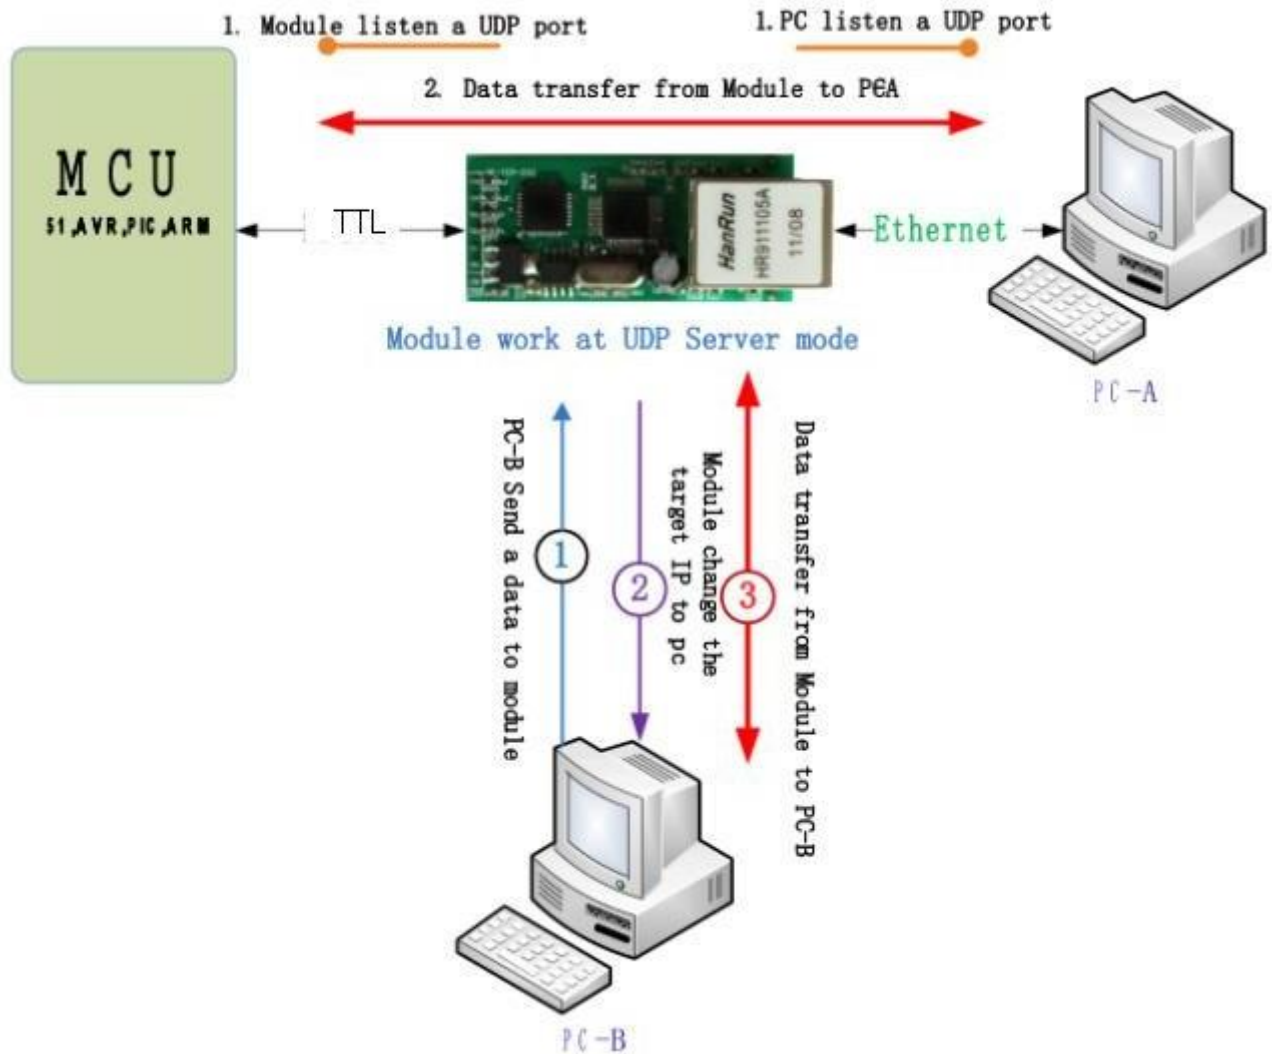 1. Module listen a UDP port
1. PC listen a UDP port
2. Data transfer from Module to PCA
MCU
51,AVR,PIC,ARM
TTL
HanRun
HR911105A
11/08
Ethernet
Module work at UDP Server mode
PC-A
PC-B Send a data to module
1
2
Module change the
target IP to pc
3
Data transfer from Module to PC-B
PC-B